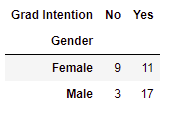 Grad Intention No Yes
Gender
Female 9 11
Male 3 17